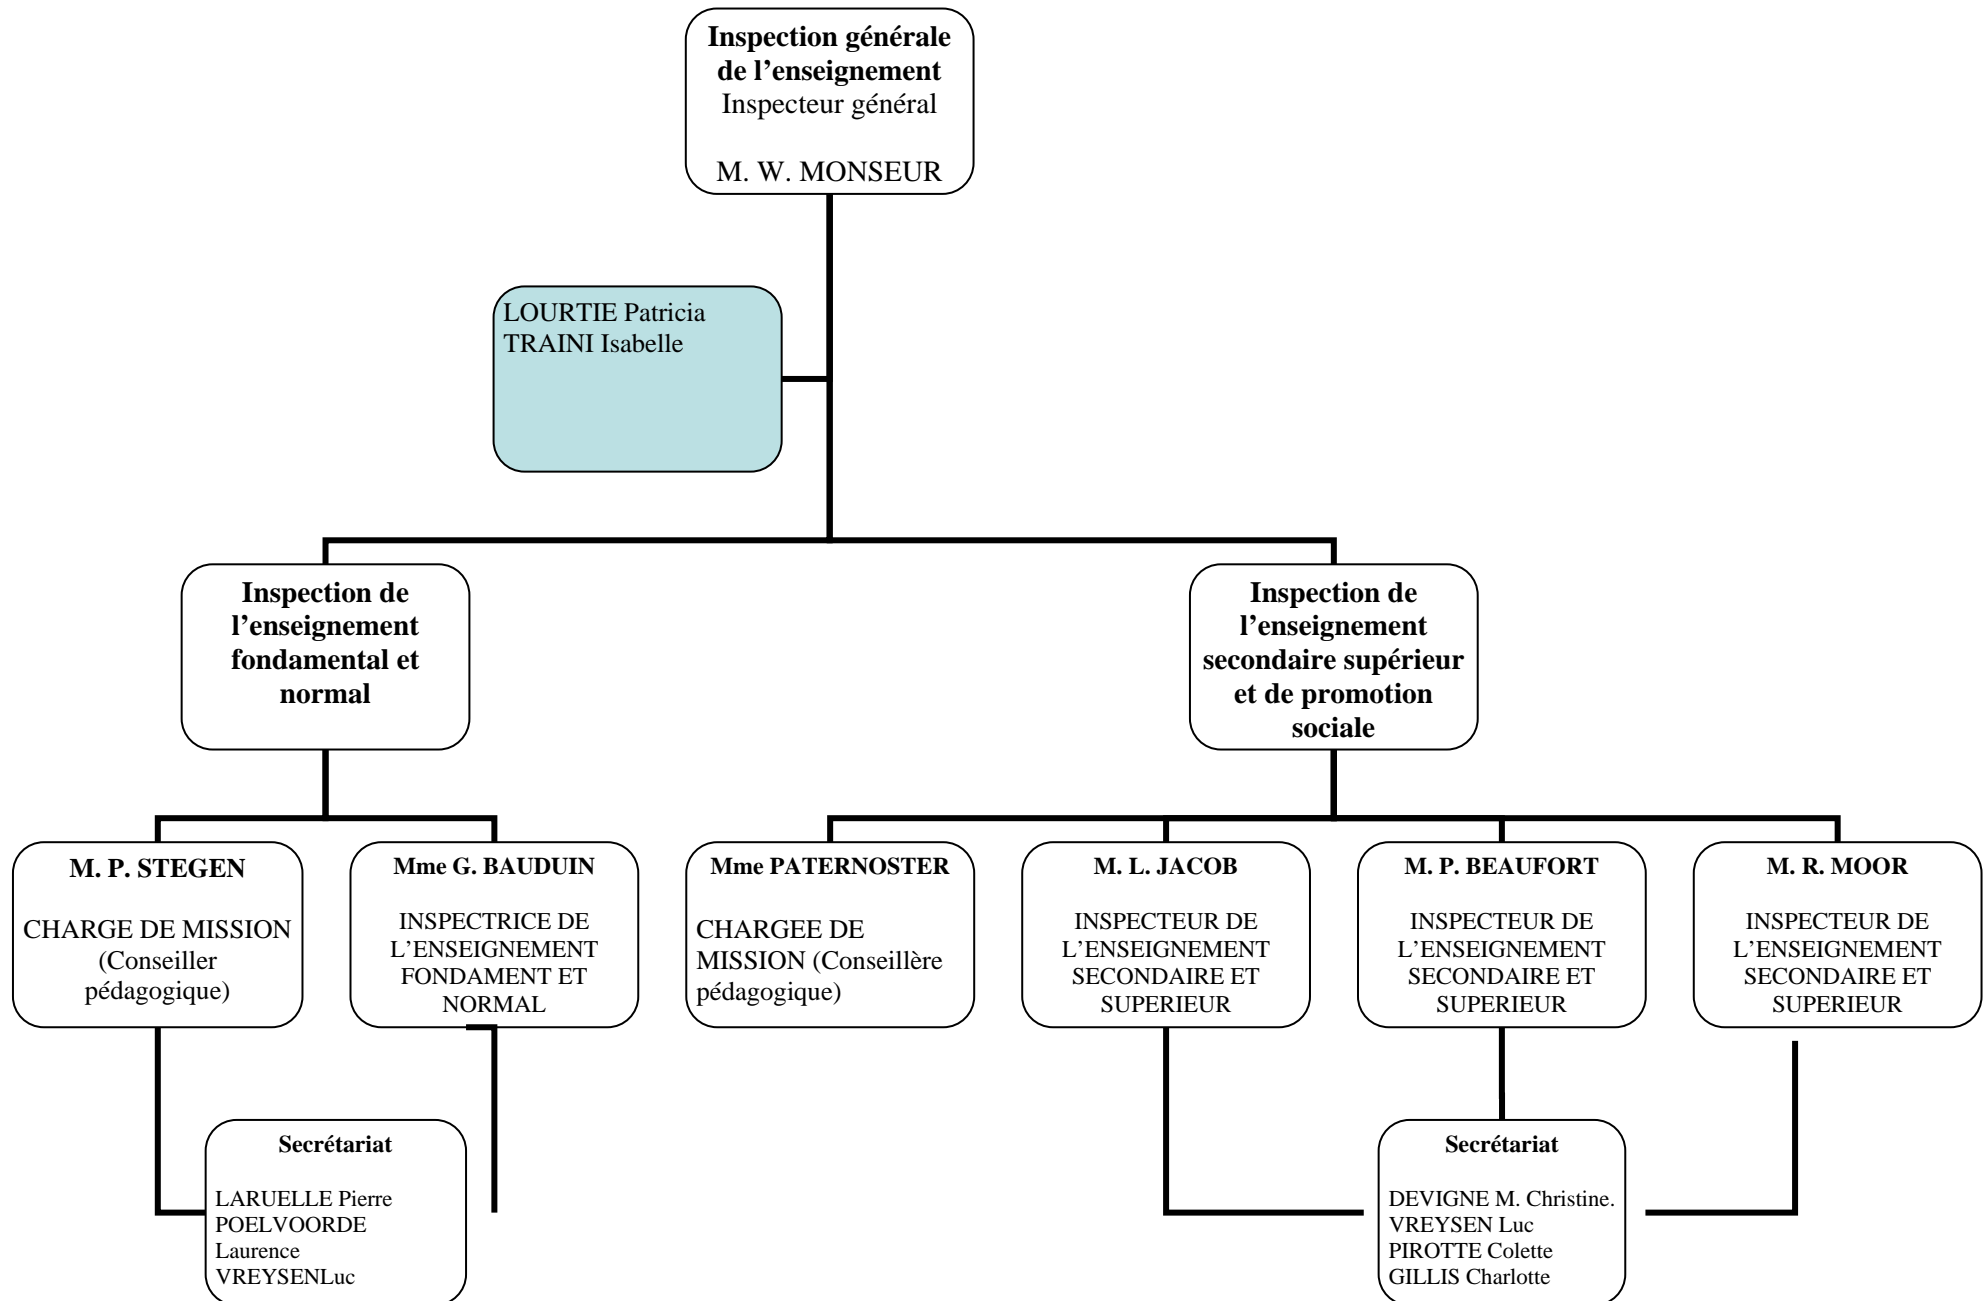 Inspection générale
de l’enseignement
Inspecteur général
M. W. MONSEUR
LOURTIE Patricia
TRAINI Isabelle
Inspection de
l’enseignement
fondamental et
normal
Inspection de
l’enseignement
secondaire supérieur
et de promotion
sociale
M. P. STEGEN
CHARGE DE MISSION
(Conseiller
pédagogique)
Mme G. BAUDUIN
INSPECTRICE DE
L’ENSEIGNEMENT
FONDAMENT ET
NORMAL
Mme PATERNOSTER
CHARGEE DE
MISSION (Conseillère
pédagogique)
M. L. JACOB
INSPECTEUR DE
L’ENSEIGNEMENT
SECONDAIRE ET
SUPERIEUR
M. P. BEAUFORT
INSPECTEUR DE
L’ENSEIGNEMENT
SECONDAIRE ET
SUPERIEUR
M. R. MOOR
INSPECTEUR DE
L’ENSEIGNEMENT
SECONDAIRE ET
SUPERIEUR
Secrétariat
LARUELLE Pierre
POELVOORDE
Laurence
VREYSENLuc
Secrétariat
DEVIGNE M. Christine.
VREYSEN Luc
PIROTTE Colette
GILLIS Charlotte